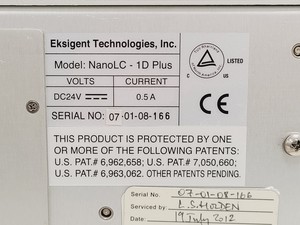 Eksigent Technologies, Inc.
Model: NanoLC - 1D Plus
VOLTS CURRENT
DC24V 0.5 A
SERIAL NO: 07-01-08-166
CE
THIS PRODUCT IS PROTECTED BY ONE
OR MORE OF THE FOLLOWING PATENTS:
U.S. PAT.# 6,962,658; U.S. PAT.# 7,050,660;
U.S. PAT.# 6,963,062. OTHER PATENTS PENDING.
Serial No. 07-01-08-166
Serviced by: L.S. HOLDEN
Date: 19 July 2012